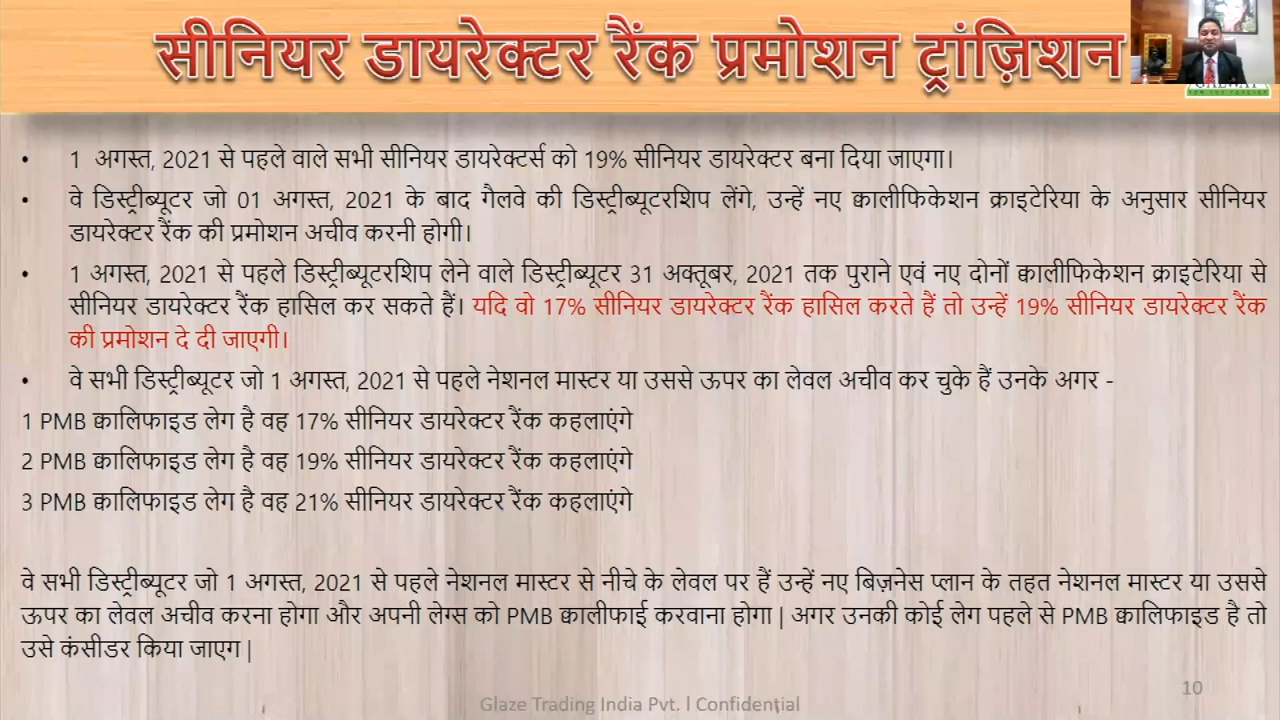 सीनियर डायरेक्टर रैंक प्रमोशन ट्रांज़िशन
• 1 अगस्त, 2021 से पहले वाले सभी सीनियर डायरेक्टर्स को 19% सीनियर डायरेक्टर बना दिया जाएगा।
• वे डिस्ट्रीब्यूटर जो 01 अगस्त, 2021 के बाद गैलवे की डिस्ट्रीब्यूटरशिप लेंगे, उन्हें नए क्वालीफिकेशन क्राइटेरिया के अनुसार सीनियर
डायरेक्टर रैंक की प्रमोशन अचीव करनी होगी।
• 1 अगस्त, 2021 से पहले डिस्ट्रीब्यूटरशिप लेने वाले डिस्ट्रीब्यूटर 31 अक्तूबर, 2021 तक पुराने एवं नए दोनों क्वालीफिकेशन क्राइटेरिया से
सीनियर डायरेक्टर रैंक हासिल कर सकते हैं। यदि वो 17% सीनियर डायरेक्टर रैंक हासिल करते हैं तो उन्हें 19% सीनियर डायरेक्टर रैंक
की प्रमोशन दे दी जाएगी।
• वे सभी डिस्ट्रीब्यूटर जो 1 अगस्त, 2021 से पहले नेशनल मास्टर या उससे ऊपर का लेवल अचीव कर चुके हैं उनके अगर -
1 PMB क्वालिफाइड लेग है वह 17% सीनियर डायरेक्टर रैंक कहलाएंगे
2 PMB क्वालिफाइड लेग है वह 19% सीनियर डायरेक्टर रैंक कहलाएंगे
3 PMB क्वालिफाइड लेग है वह 21% सीनियर डायरेक्टर रैंक कहलाएंगे
वे सभी डिस्ट्रीब्यूटर जो 1 अगस्त, 2021 से पहले नेशनल मास्टर से नीचे के लेवल पर हैं उन्हें नए बिज़नेस प्लान के तहत नेशनल मास्टर या उससे
ऊपर का लेवल अचीव करना होगा और अपनी लेग्स को PMB क्वालीफाई करवाना होगा | अगर उनकी कोई लेग पहले से PMB क्वालिफाइड है तो
उसे कंसीडर किया जाएग |
10
Glaze Trading India Pvt. l Confidential